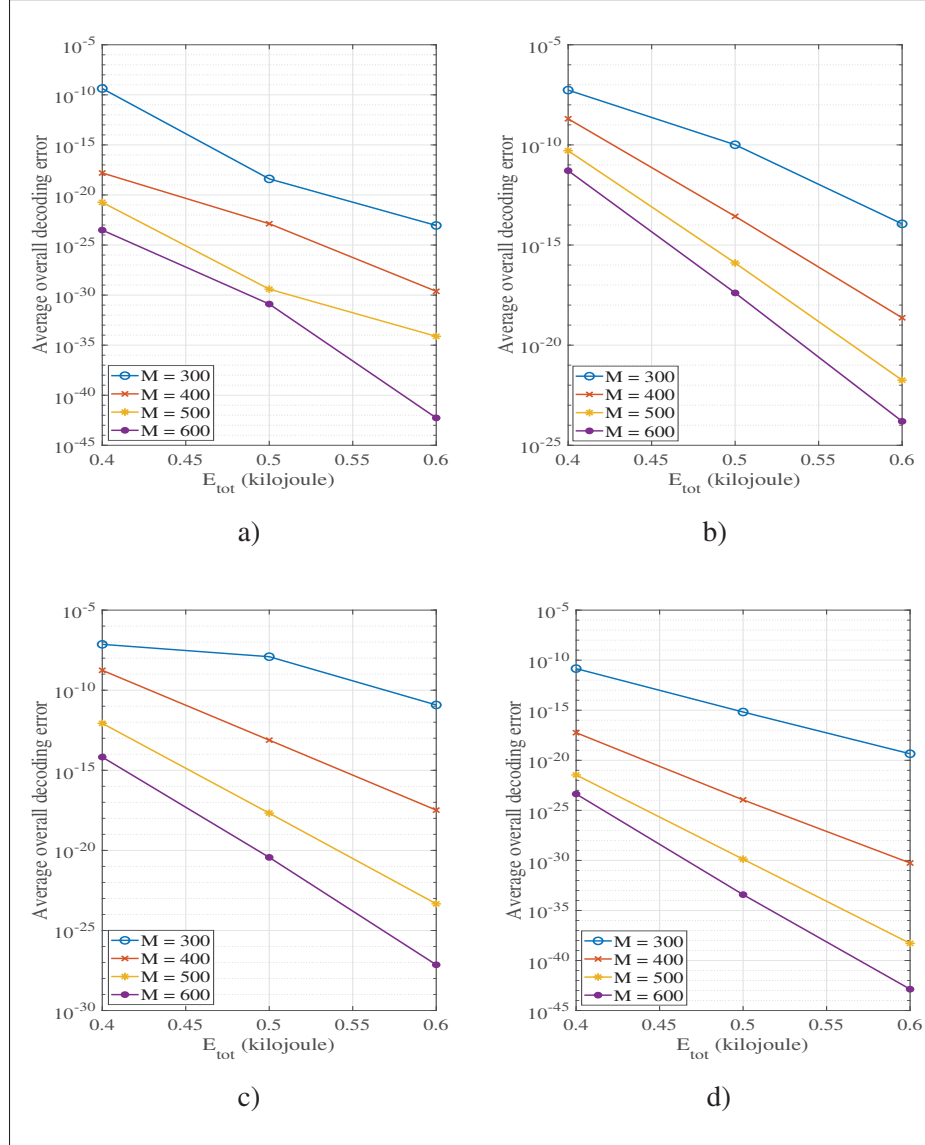 10^-5
10^-10
10^-15
10^-20
10^-25
10^-30
10^-35
10^-40
10^-45
Average overall decoding error
M = 300
M = 400
M = 500
M = 600
0.4 0.45 0.5 0.55 0.6
E_tot (kilojoule)
a)
10^-5
10^-10
10^-15
10^-20
10^-25
Average overall decoding error
M = 300
M = 400
M = 500
M = 600
0.4 0.45 0.5 0.55 0.6
E_tot (kilojoule)
b)
10^-5
10^-10
10^-15
10^-20
10^-25
10^-30
Average overall decoding error
M = 300
M = 400
M = 500
M = 600
0.4 0.45 0.5 0.55 0.6
E_tot (kilojoule)
c)
10^-5
10^-10
10^-15
10^-20
10^-25
10^-30
10^-35
10^-40
10^-45
Average overall decoding error
M = 300
M = 400
M = 500
M = 600
0.4 0.45 0.5 0.55 0.6
E_tot (kilojoule)
d)